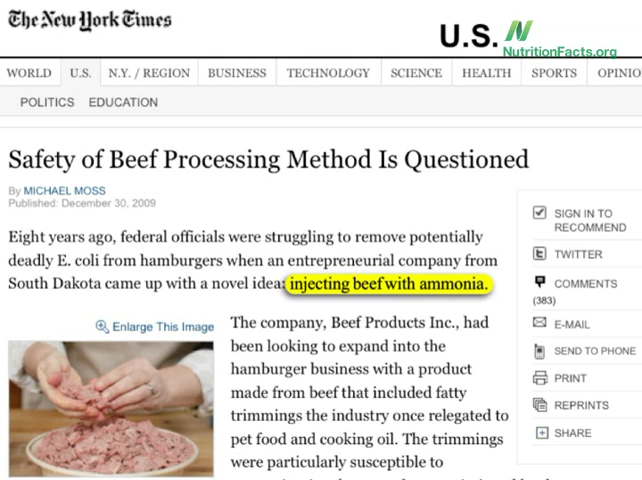 The New York Times
U.S.
NutritionFacts.org
WORLD U.S. N.Y. / REGION BUSINESS TECHNOLOGY SCIENCE HEALTH SPORTS OPINIO
POLITICS EDUCATION
Safety of Beef Processing Method Is Questioned
By MICHAEL MOSS
Published: December 30, 2009
Eight years ago, federal officials were struggling to remove potentially
deadly E. coli from hamburgers when an entrepreneurial company from
South Dakota came up with a novel idea: injecting beef with ammonia.
Enlarge This Image
The company, Beef Products Inc., had
been looking to expand into the
hamburger business with a product
made from beef that included fatty
trimmings the industry once relegated to
pet food and cooking oil. The trimmings
were particularly susceptible to
SIGN IN TO
RECOMMEND
TWITTER
COMMENTS
(383)
E-MAIL
SEND TO PHONE
PRINT
REPRINTS
SHARE